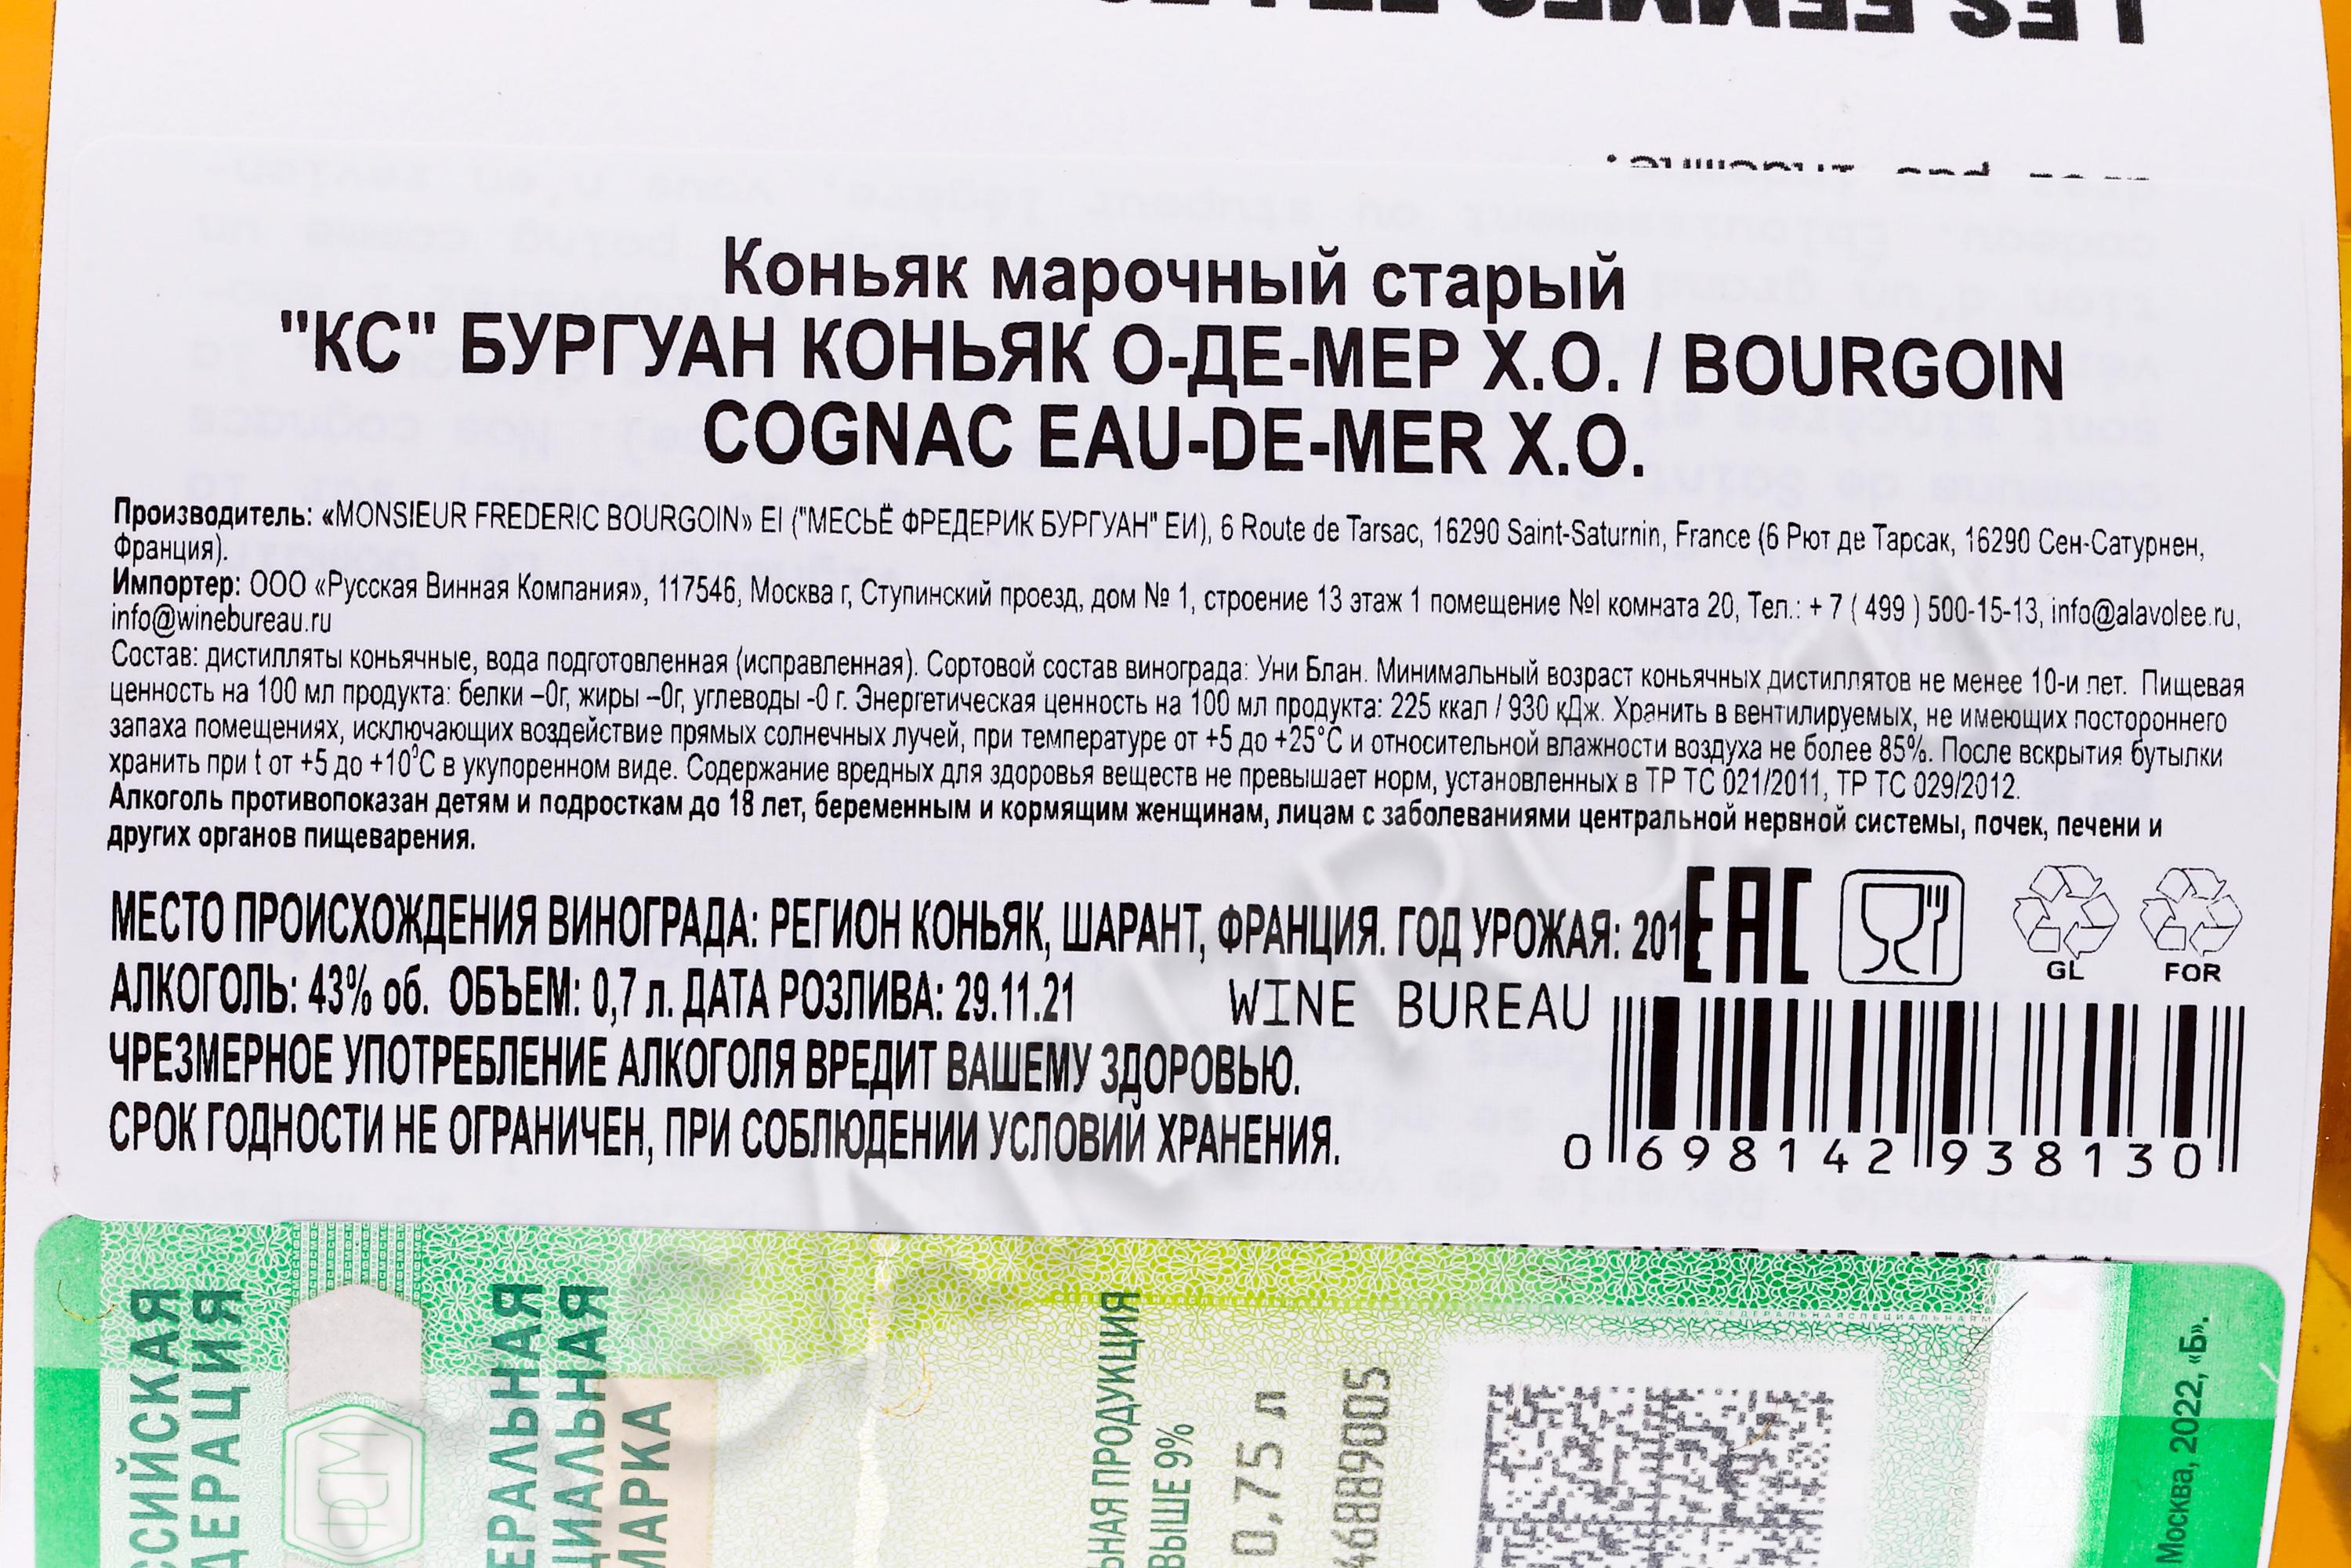 Коньяк марочный старый
"КС" БУРГУАН КОНЬЯК О-ДЕ-МЕР Х.О. / BOURGOIN
COGNAC EAU-DE-MER X.O.
Производитель: «MONSIEUR FREDERIC BOURGOIN» EI ("МЕСЬЁ ФРЕДЕРИК БУРГУАН" ЕИ), 6 Route de Tarsac, 16290 Saint-Saturnin, France (6 Рют де Тарсак, 16290 Сен-Сатурнен,
Франция).
Импортер: ООО «Русская Винная Компания», 117546, Москва г, Ступинский проезд, дом № 1, строение 13 этаж 1 помещение №I комната 20, Тел.: + 7 ( 499 ) 500-15-13, info@alavolee.ru,
info@winebureau.ru
Состав: дистилляты коньячные, вода подготовленная (исправленная). Сортовой состав винограда: Уни Блан. Минимальный возраст коньячных дистиллятов не менее 10-и лет. Пищевая
ценность на 100 мл продукта: белки –0г, жиры –0г, углеводы -0 г. Энергетическая ценность на 100 мл продукта: 225 ккал / 930 кДж. Хранить в вентилируемых, не имеющих постороннего
запаха помещениях, исключающих воздействие прямых солнечных лучей, при температуре от +5 до +25°С и относительной влажности воздуха не более 85%. После вскрытия бутылки
хранить при t от +5 до +10°С в укупоренном виде. Содержание вредных для здоровья веществ не превышает норм, установленных в ТР ТС 021/2011, ТР ТС 029/2012.
Алкоголь противопоказан детям и подросткам до 18 лет, беременным и кормящим женщинам, лицам с заболеваниями центральной нервной системы, почек, печени и
других органов пищеварения.
МЕСТО ПРОИСХОЖДЕНИЯ ВИНОГРАДА: РЕГИОН КОНЬЯК, ШАРАНТ, ФРАНЦИЯ. ГОД УРОЖАЯ: 201
EAC
GL
FOR
АЛКОГОЛЬ: 43% об. ОБЪЕМ: 0,7 л. ДАТА РОЗЛИВА: 29.11.21
WINE BUREAU
ЧРЕЗМЕРНОЕ УПОТРЕБЛЕНИЕ АЛКОГОЛЯ ВРЕДИТ ВАШЕМУ ЗДОРОВЬЮ.
СРОК ГОДНОСТИ НЕ ОГРАНИЧЕН, ПРИ СОБЛЮДЕНИИ УСЛОВИЙ ХРАНЕНИЯ.
0 698142 938130
ФСМ
МАРКА
ПРОДУКЦИЯ
ВЫШЕ 9%
0,75 л
Москва, 2022, «Б».